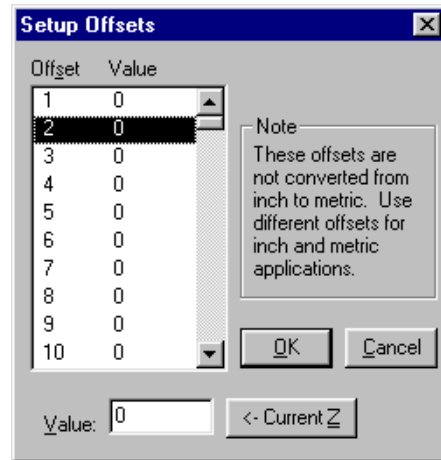 Setup Offsets
Offset Value
1 0
2 0
3 0
4 0
5 0
6 0
7 0
8 0
9 0
10 0
Note
These offsets are
not converted from
inch to metric. Use
different offsets for
inch and metric
applications.
OK Cancel
Value: 0 <- Current Z